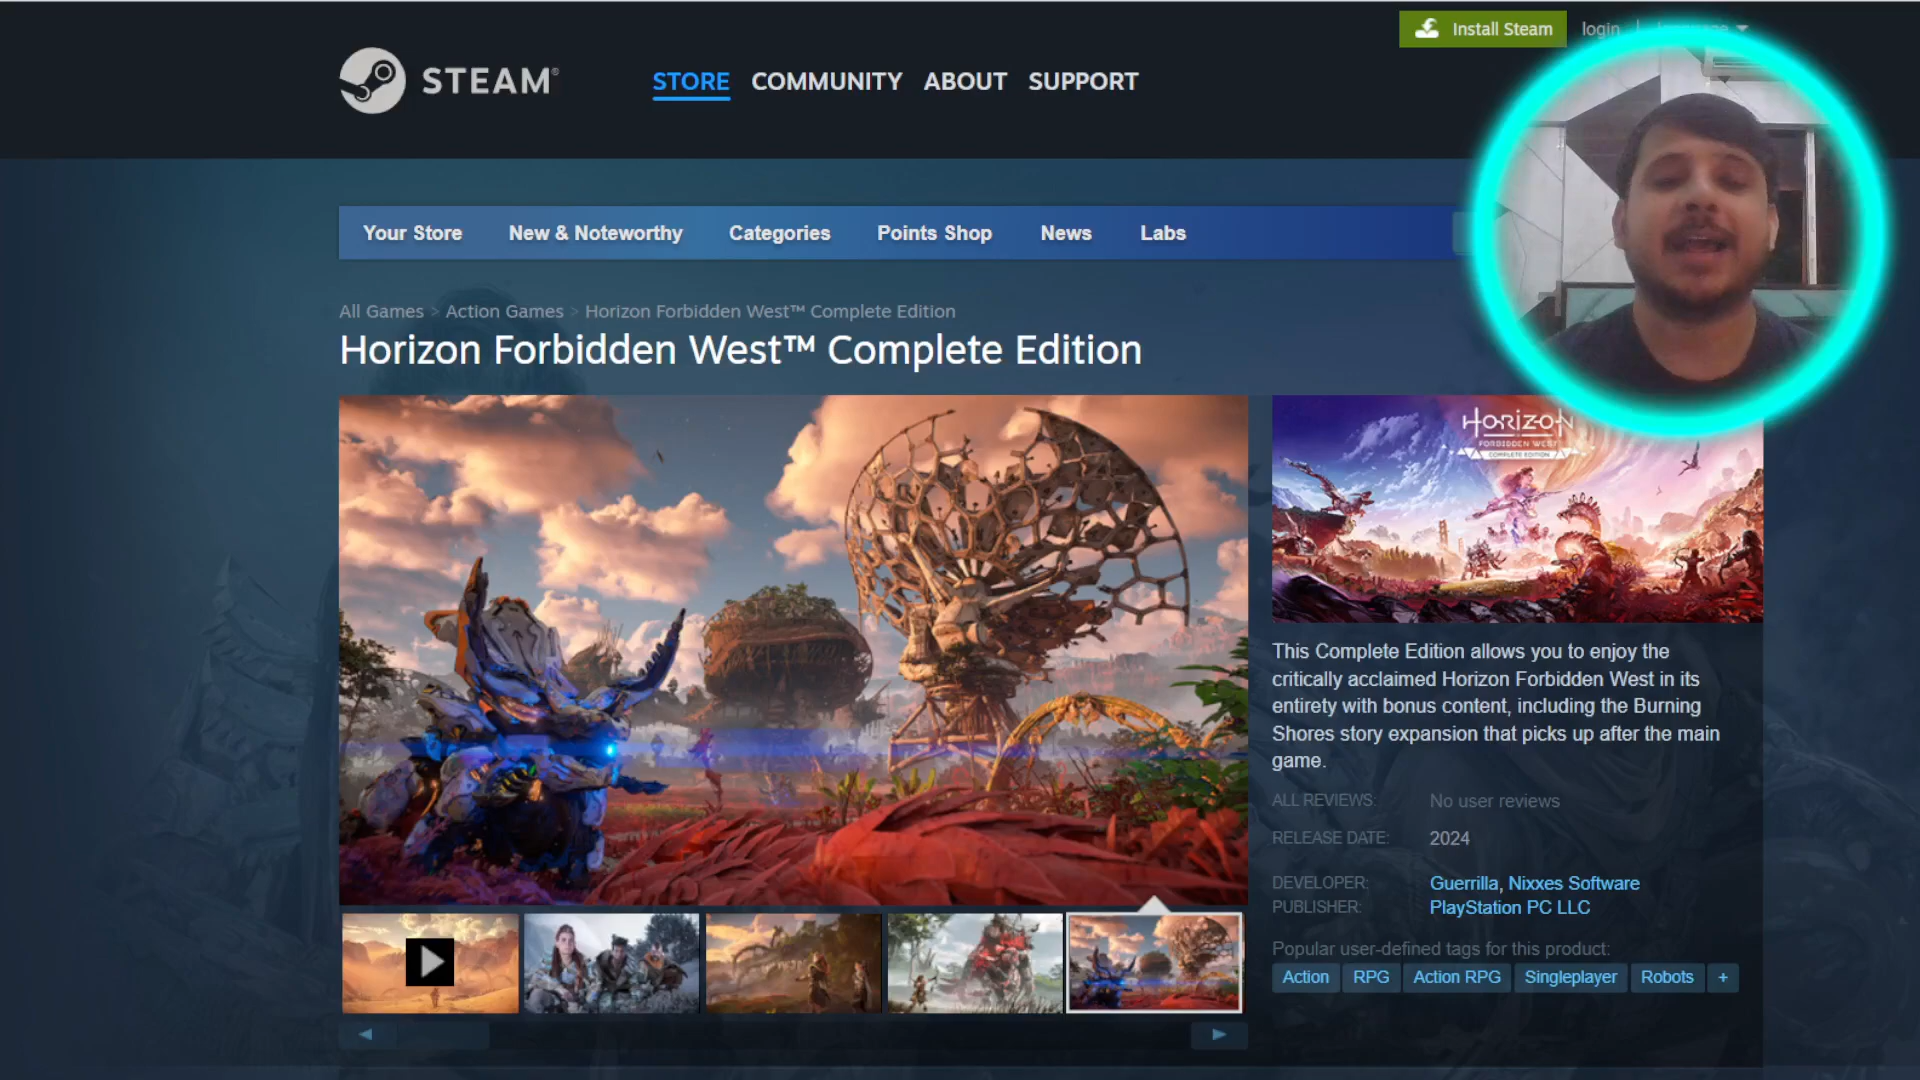 Install Steam
login
STEAM®
STORE COMMUNITY ABOUT SUPPORT
Your Store New & Noteworthy Categories Points Shop News Labs
All Games > Action Games > Horizon Forbidden West™ Complete Edition
Horizon Forbidden West™ Complete Edition
HORIZON
FORBIDDEN WEST
COMPLETE EDITION
This Complete Edition allows you to enjoy the
critically acclaimed Horizon Forbidden West in its
entirety with bonus content, including the Burning
Shores story expansion that picks up after the main
game.
ALL REVIEWS: No user reviews
RELEASE DATE: 2024
DEVELOPER: Guerrilla, Nixxes Software
PUBLISHER: PlayStation PC LLC
Popular user-defined tags for this product:
Action RPG Action RPG Singleplayer Robots +